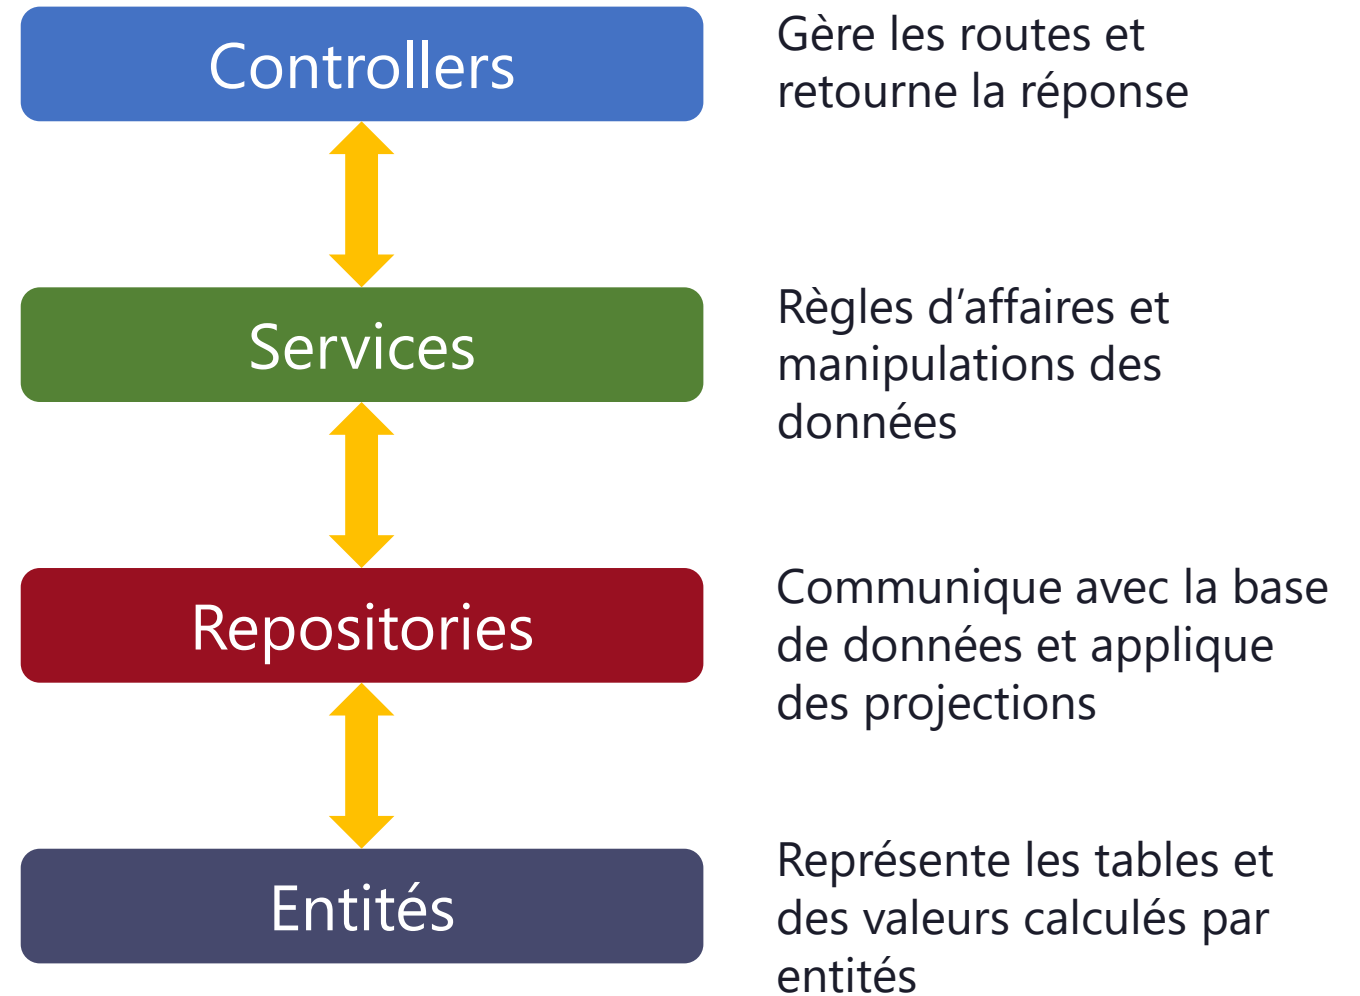 Controllers
Gère les routes et
retourne la réponse
Services
Règles d’affaires et
manipulations des
données
Repositories
Communique avec la base
de données et applique
des projections
Entités
Représente les tables et
des valeurs calculés par
entités